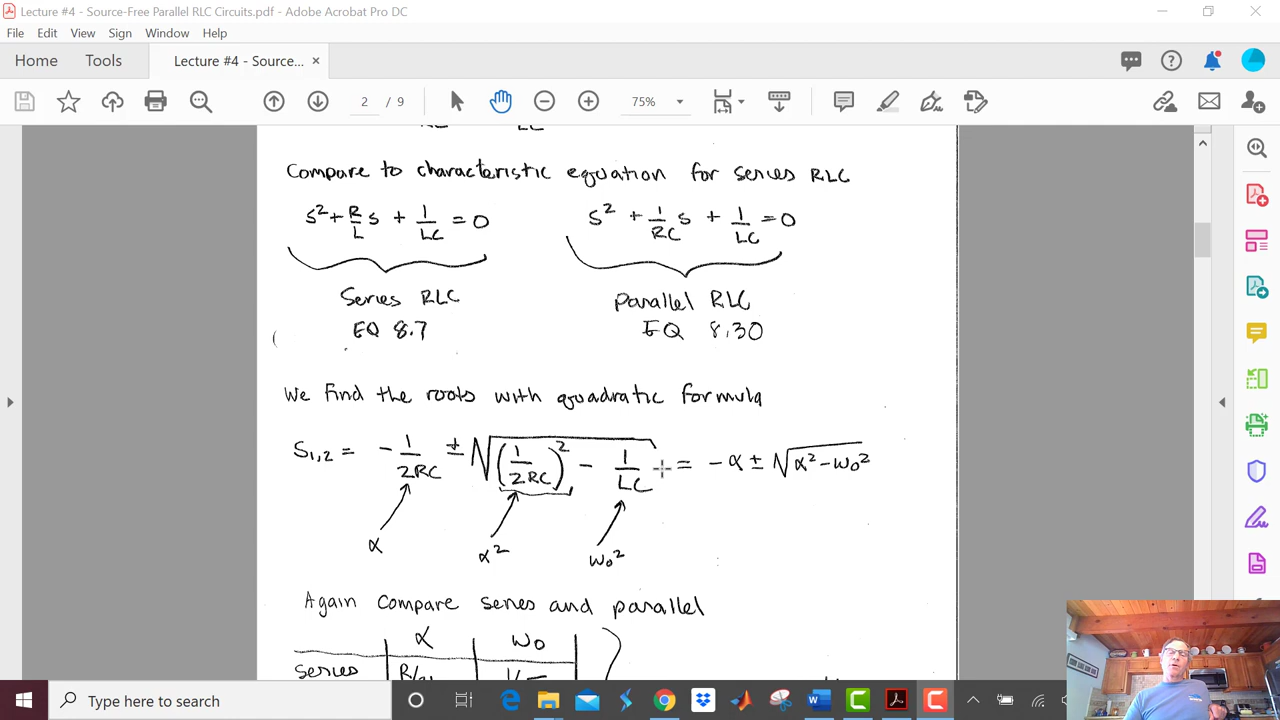 Lecture #4 - Source-Free Parallel RLC Circuits.pdf - Adobe Acrobat Pro DC
File Edit View Sign Window Help
Home Tools Lecture #4 - Source... ×
2 / 9 75%
RC LC
Compare to characteristic equation for series RLC
S² + R/L s + 1/LC = 0 S² + 1/RC s + 1/LC = 0
Series RLC Parallel RLC
EQ 8.7 EQ 8.30
We find the roots with quadratic formula
S1,2 = - 1/2RC ± √(1/2RC)² - 1/LC = -α ± √α² - ω0²
α α² ω0²
Again compare series and parallel
α ω0
series
Type here to search